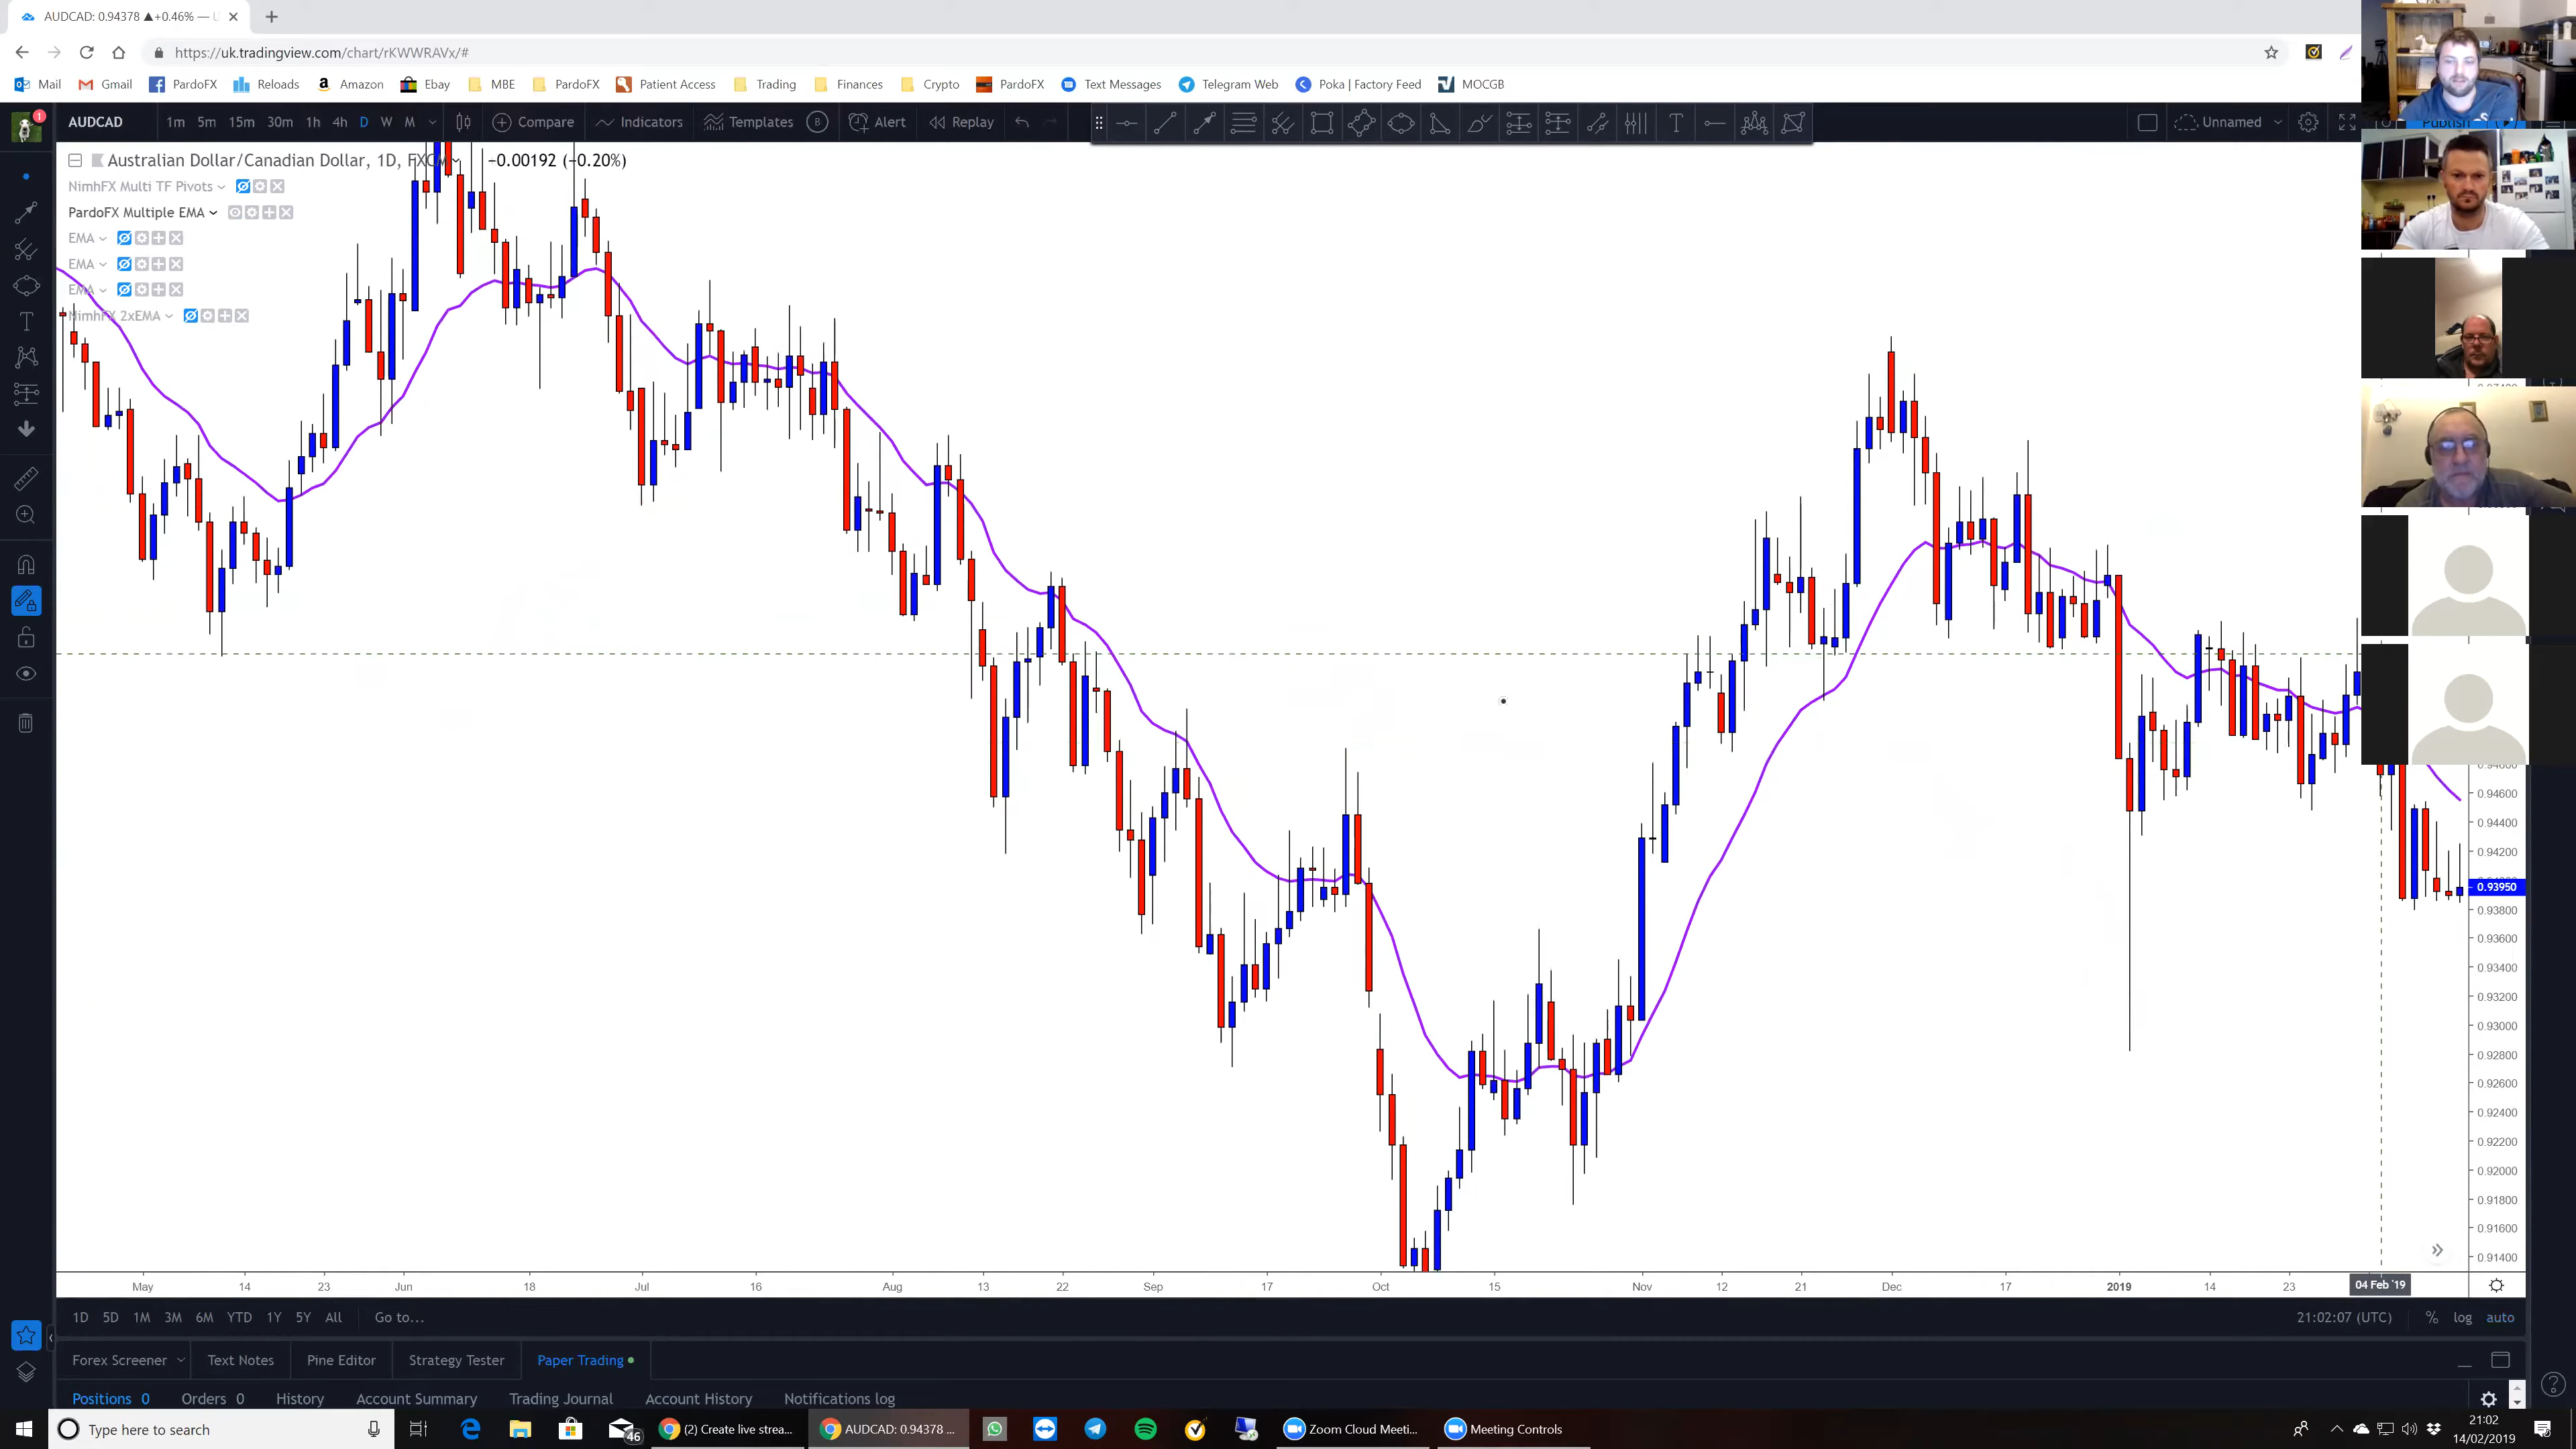 AUDCAD: 0.94378 ▲+0.46% —
https://uk.tradingview.com/chart/rKWWRAVx/#
Mail Gmail PardoFX Reloads Amazon Ebay MBE PardoFX Patient Access Trading Finances Crypto PardoFX Text Messages Telegram Web Poka | Factory Feed MOCGB
1 AUDCAD 1m 5m 15m 30m 1h 4h D W M Compare Indicators Templates B Alert Replay T Unnamed Publish
Australian Dollar/Canadian Dollar, 1D, FXCM −0.00192 (−0.20%)
NimhFX Multi TF Pivots
PardoFX Multiple EMA
EMA
EMA
EMA
NimhFX 2xEMA
0.94600
0.94400
0.94200
0.93950
0.93800
0.93600
0.93400
0.93200
0.93000
0.92800
0.92600
0.92400
0.92200
0.92000
0.91800
0.91600
0.91400
May 14 23 Jun 18 Jul 16 Aug 13 22 Sep 17 Oct 15 Nov 12 21 Dec 17 2019 14 23 04 Feb '19
1D 5D 1M 3M 6M YTD 1Y 5Y All Go to... 21:02:07 (UTC) % log auto
Forex Screener Text Notes Pine Editor Strategy Tester Paper Trading
Positions 0 Orders 0 History Account Summary Trading Journal Account History Notifications log
Type here to search 46 (2) Create live strea... AUDCAD: 0.94378 ... Zoom Cloud Meeti... Meeting Controls 21:02
14/02/2019